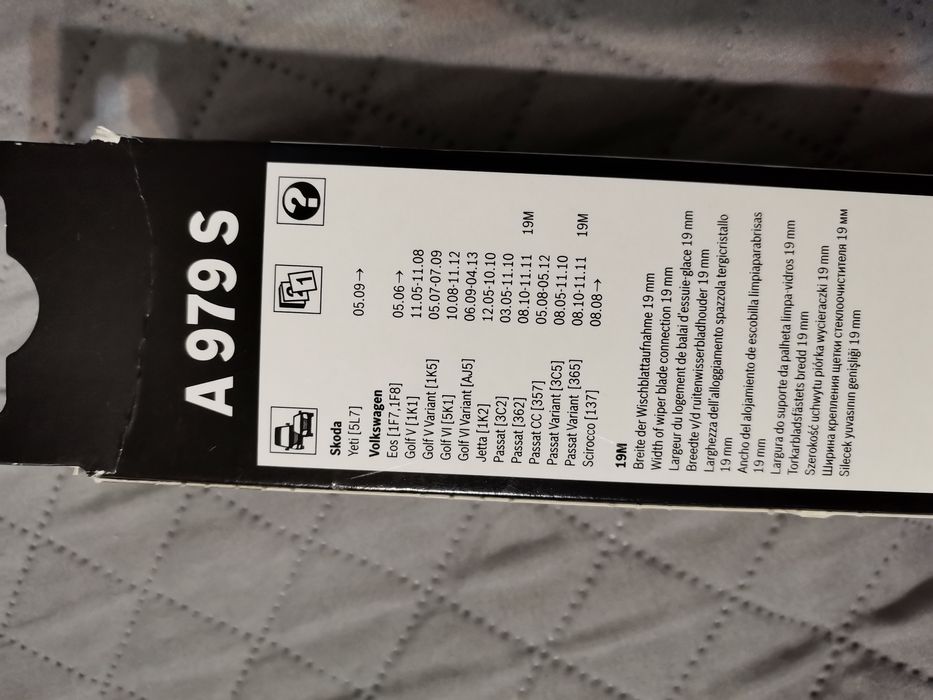 A 979 S
Skoda
Yeti [5L7] 05.09→
Volkswagen
Eos [1F7,1F8] 05.06→
Golf V [1K1] 11.05-11.08
Golf V Variant [1K5] 05.07-07.09
Golf VI [5K1] 10.08-11.12
Golf VI Variant [AJ5] 06.09-04.13
Jetta [1K2] 12.05-10.10
Passat [3C2] 03.05-11.10
Passat [362] 08.10-11.11 19M
Passat CC [357] 05.08-05.12
Passat Variant [3C5] 08.05-11.10
Passat Variant [365] 08.10-11.11 19M
Scirocco [137] 08.08→
19M
Breite der Wischblattaufnahme 19 mm
Width of wiper blade connection 19 mm
Largeur du logement de balai d'essuie-glace 19 mm
Breedte v/d ruitenwisserbladhouder 19 mm
Larghezza dell'alloggiamento spazzola tergicristallo
19 mm
Ancho del alojamiento de escobilla limpiaparabrisas
19 mm
Largura do suporte da palheta limpa-vidros 19 mm
Torkarbladsfästets bredd 19 mm
Szerokość uchwytu piórka wycieraczki 19 mm
Ширина крепления щетки стеклоочистителя 19 мм
Silecek yuvasının genişliği 19 mm